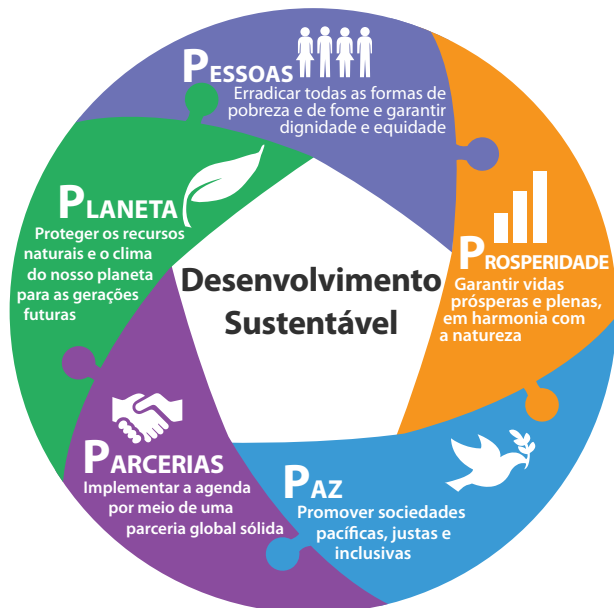 PESSOAS
Erradicar todas as formas de
pobreza e de fome e garantir
dignidade e equidade
PLANETA
Proteger os recursos
naturais e o clima
do nosso planeta
para as gerações
futuras
Desenvolvimento
Sustentável
PROSPERIDADE
Garantir vidas
prósperas e plenas,
em harmonia com
a natureza
PARCERIAS
Implementar a agenda
por meio de uma
parceria global sólida
PAZ
Promover sociedades
pacíficas, justas e
inclusivas